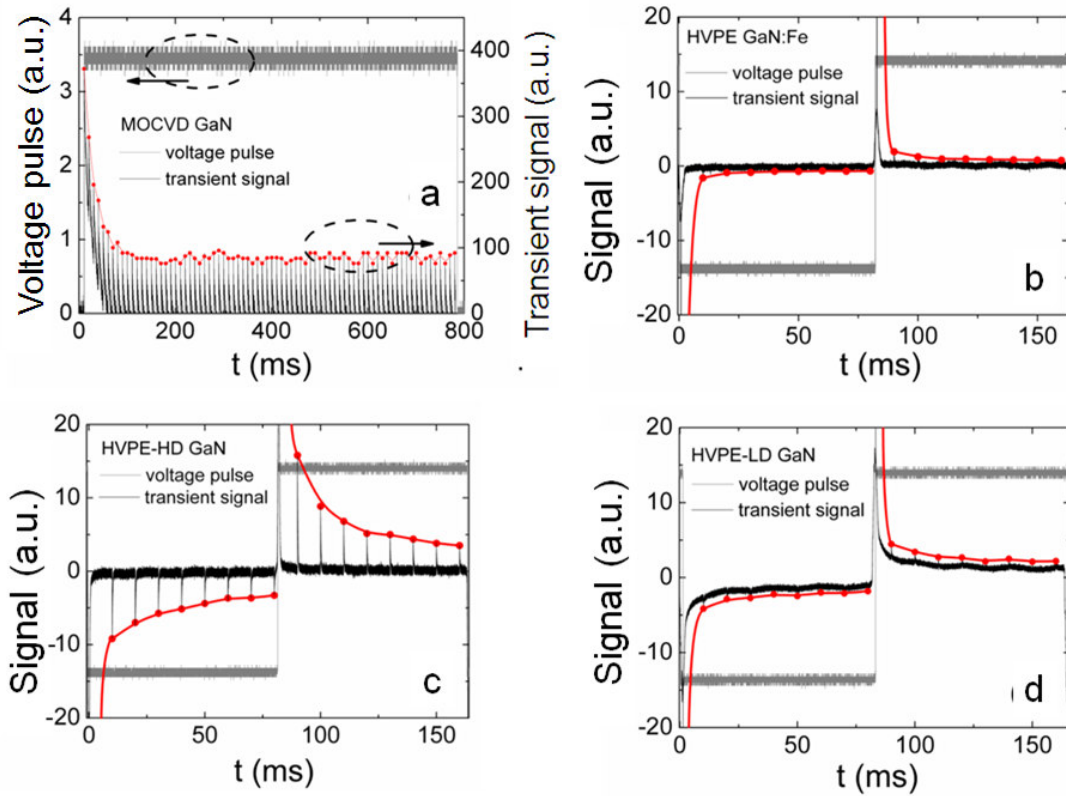 Voltage pulse (a.u.)
4
3
2
1
0
MOCVD GaN
voltage pulse
transient signal
a
400
300
200
100
0
Transient signal (a.u.)
0 200 400 600 800
t (ms)
.
Signal (a.u.)
20
10
0
-10
-20
HVPE GaN:Fe
voltage pulse
transient signal
b
0 50 100 150
t (ms)
Signal (a.u.)
20
10
0
-10
-20
HVPE-HD GaN
voltage pulse
transient signal
c
0 50 100 150
t (ms)
Signal (a.u.)
20
10
0
-10
-20
HVPE-LD GaN
voltage pulse
transient signal
d
0 50 100 150
t (ms)